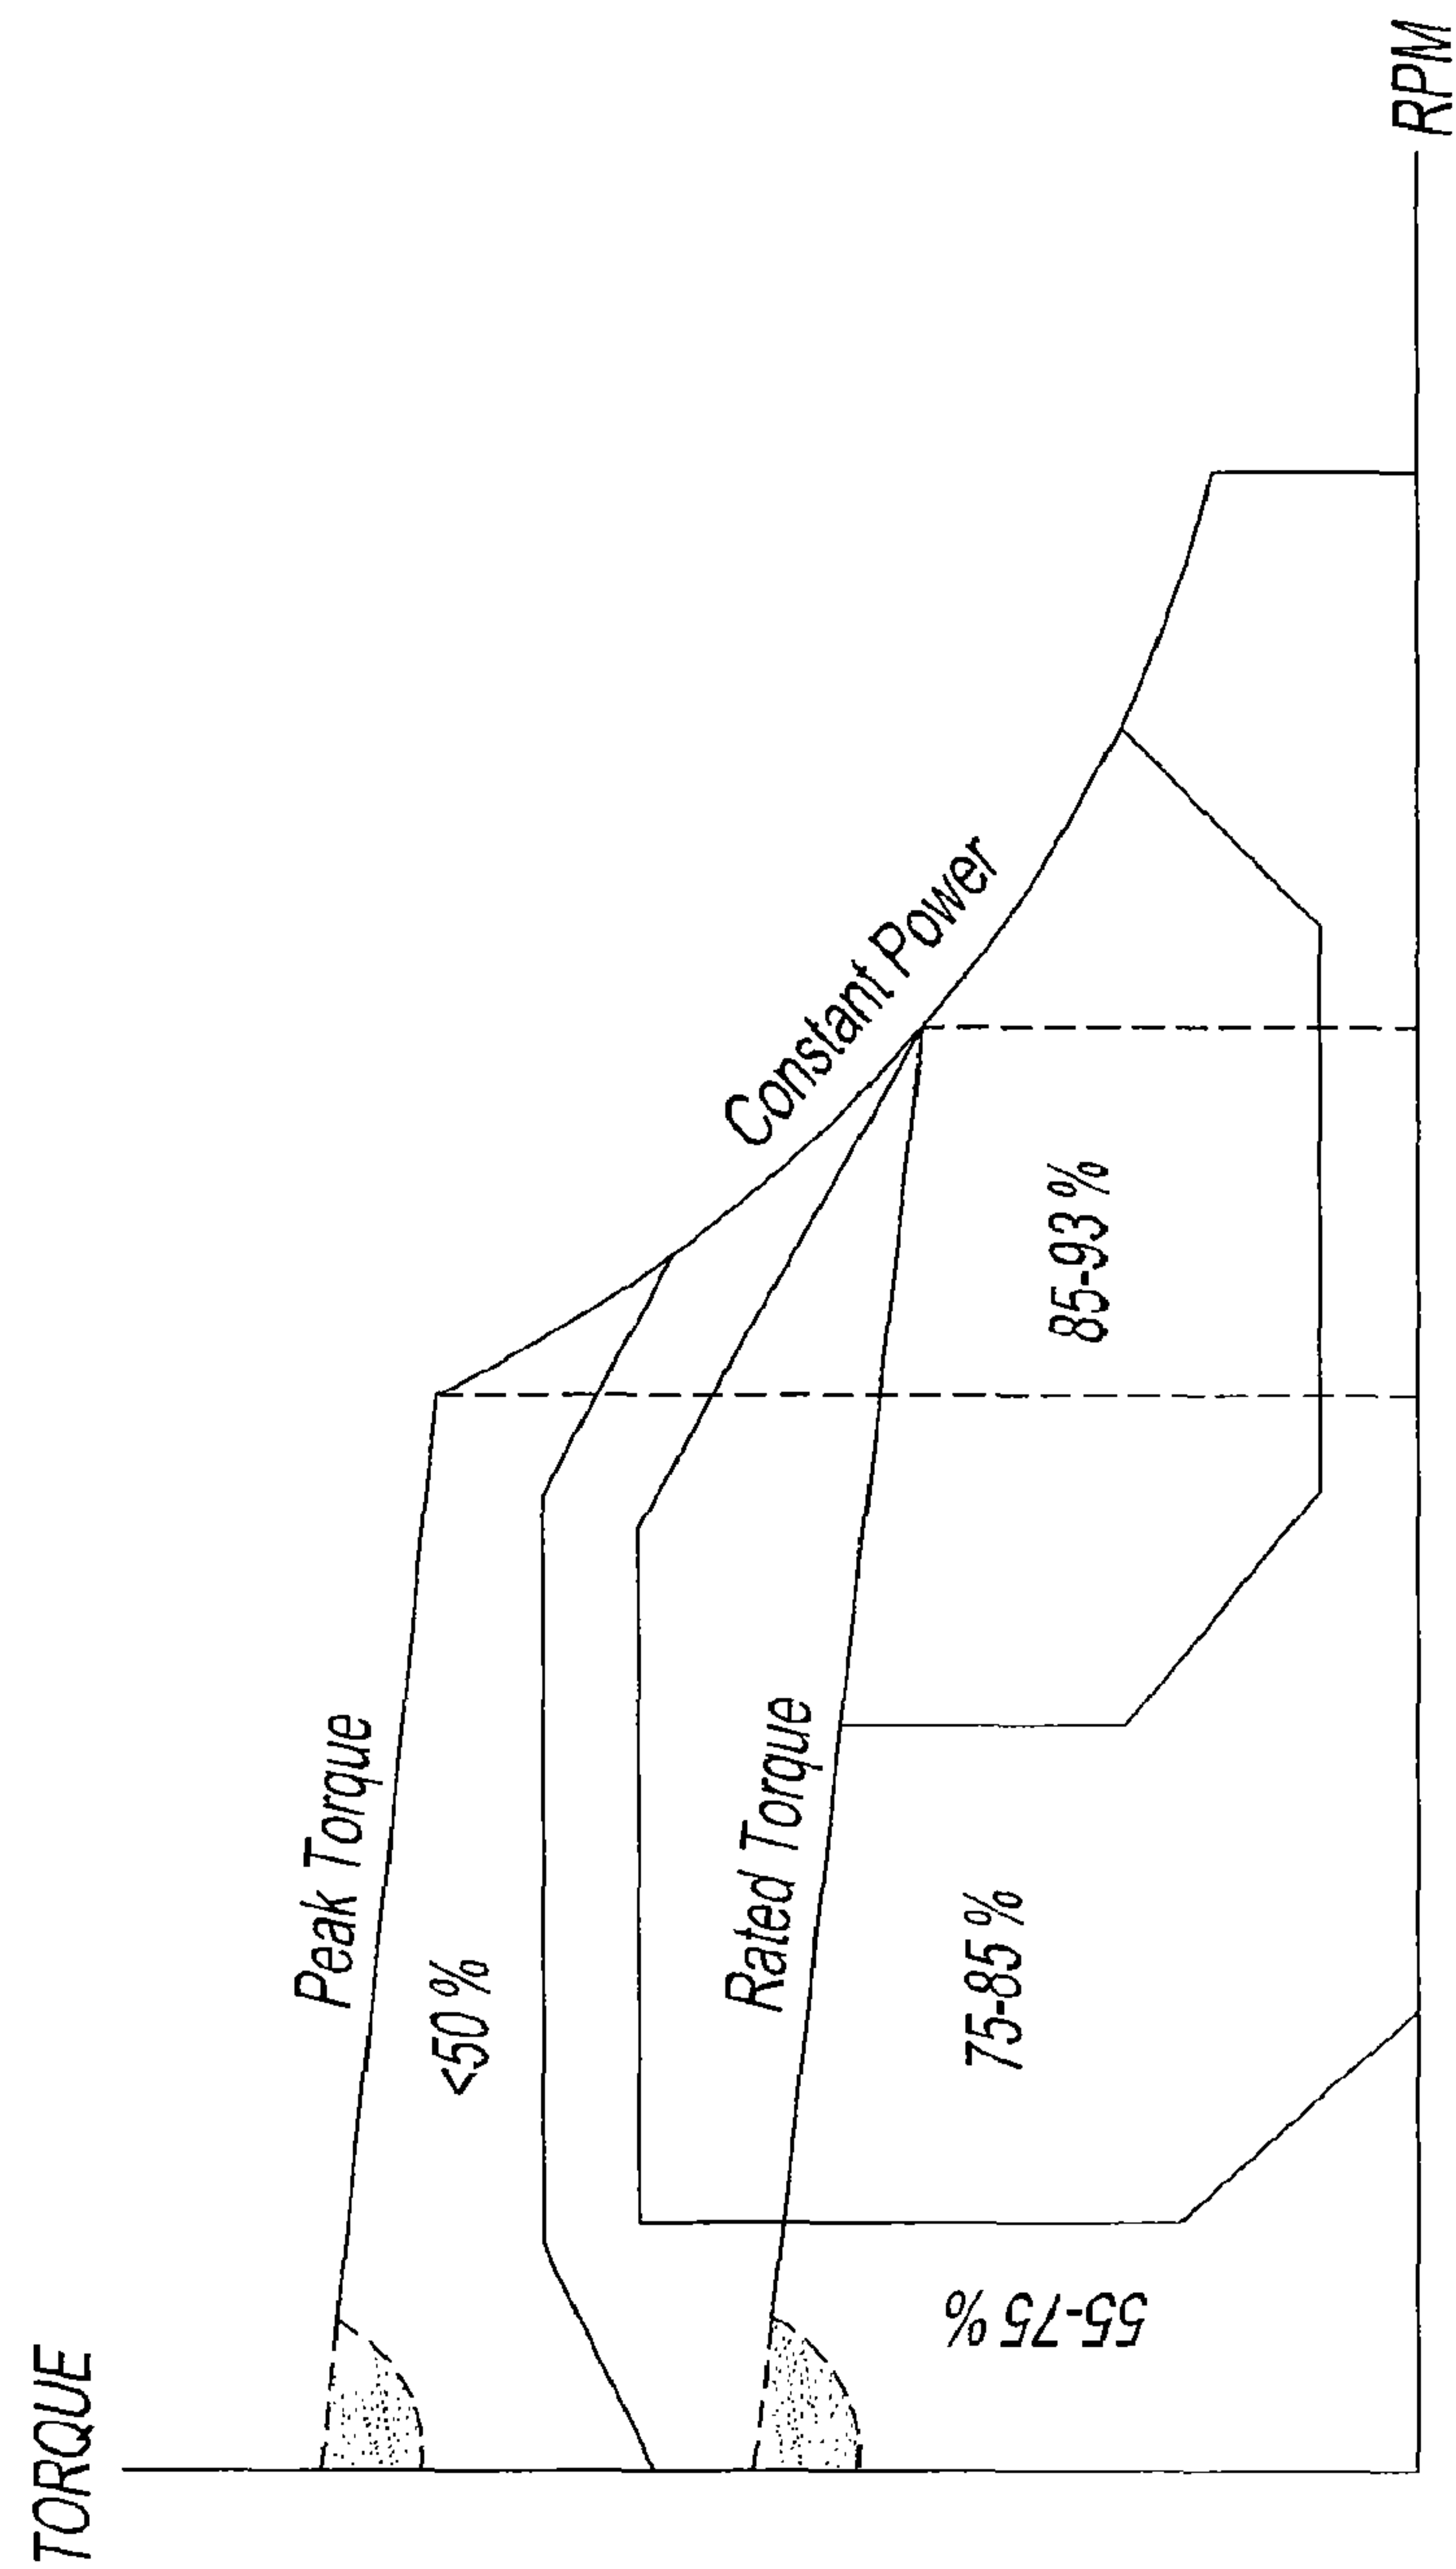 TORQUE
Peak Torque
<50 %
Constant Power
Rated Torque
75-85 %
85-93 %
55-75 %
RPM